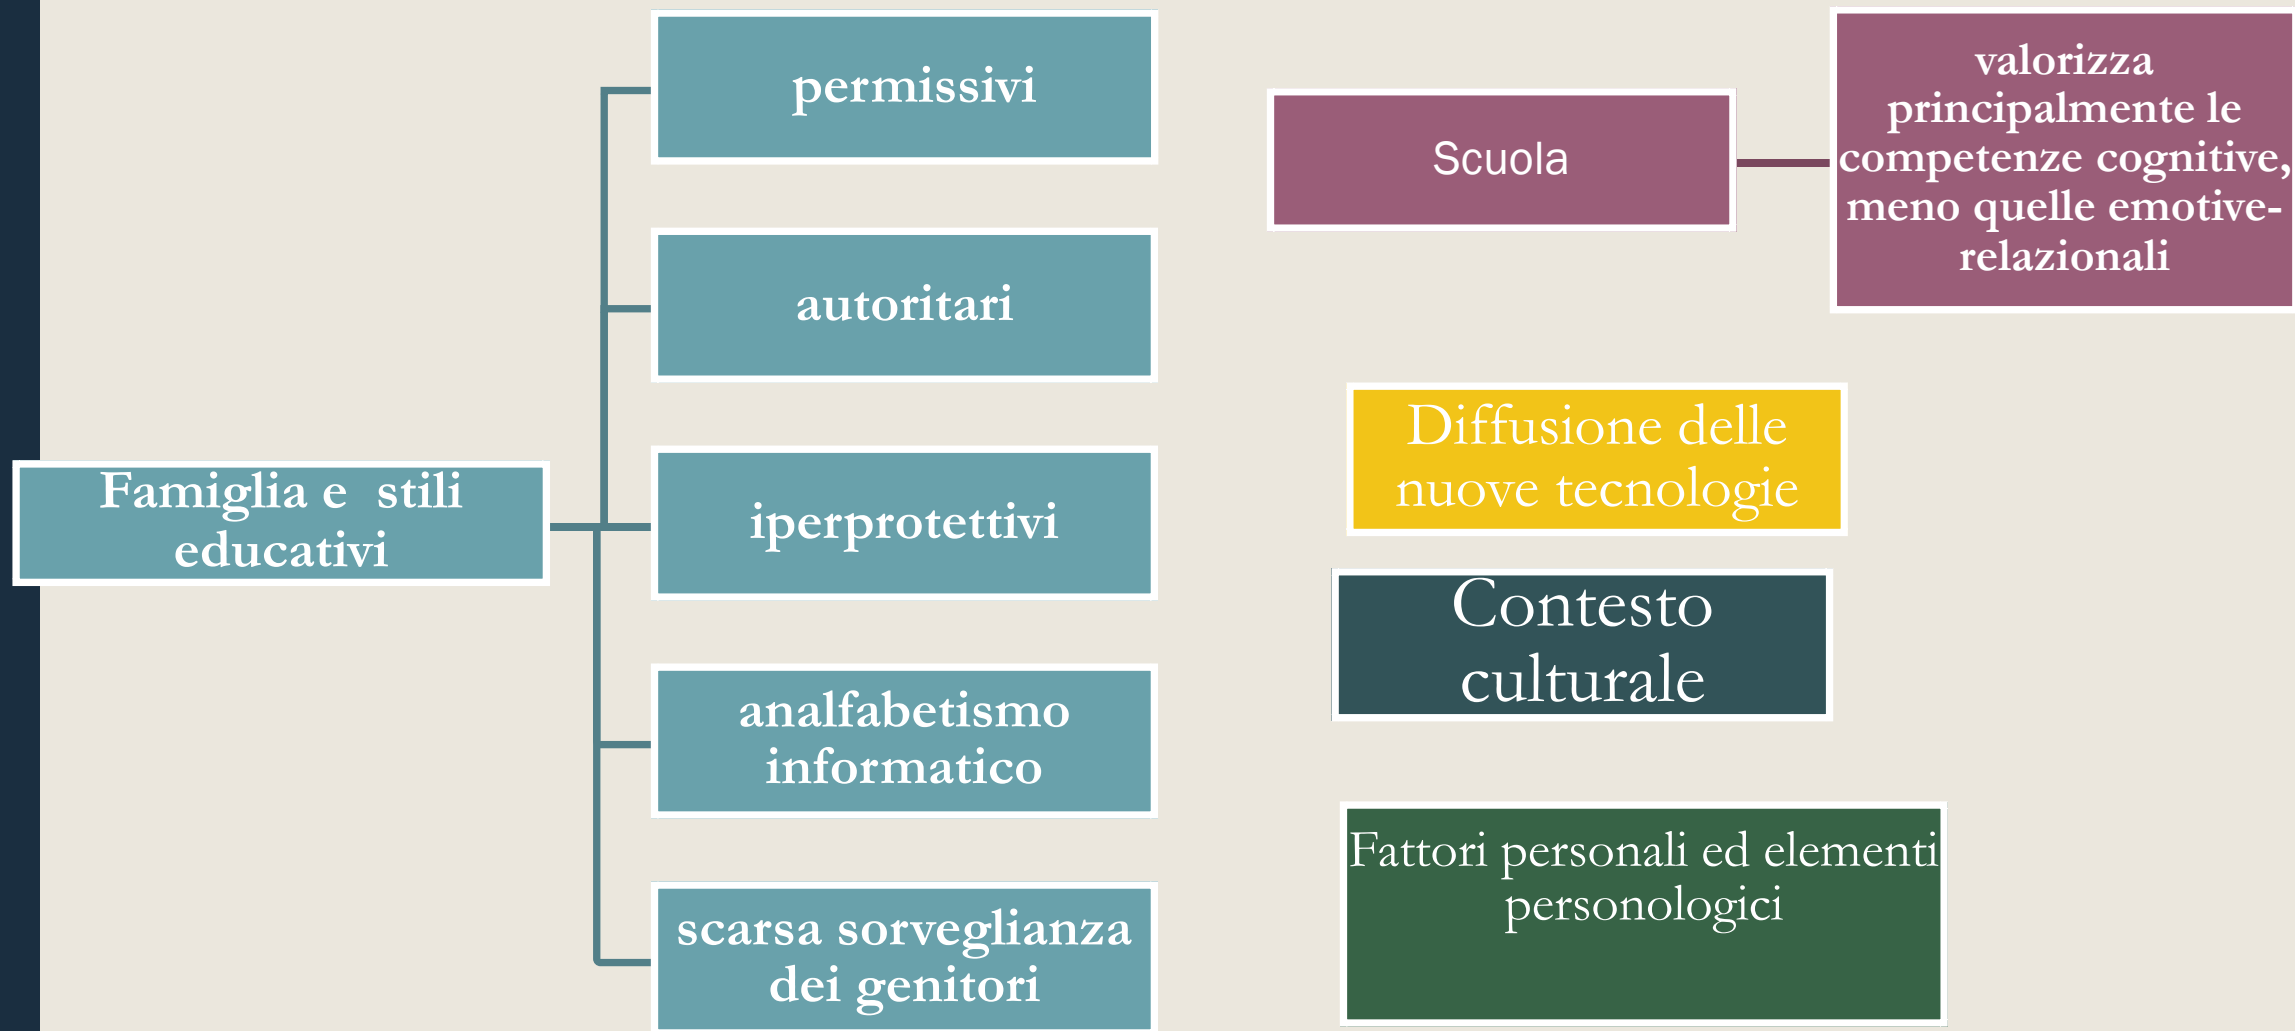 Famiglia e  stili
educativi
permissivi
autoritari
iperprotettivi
analfabetismo
informatico
scarsa sorveglianza
dei genitori
Scuola
valorizza
principalmente le
competenze cognitive,
meno quelle emotive-
relazionali
Diffusione delle
nuove tecnologie
Contesto
culturale
Fattori personali ed elementi
personologici